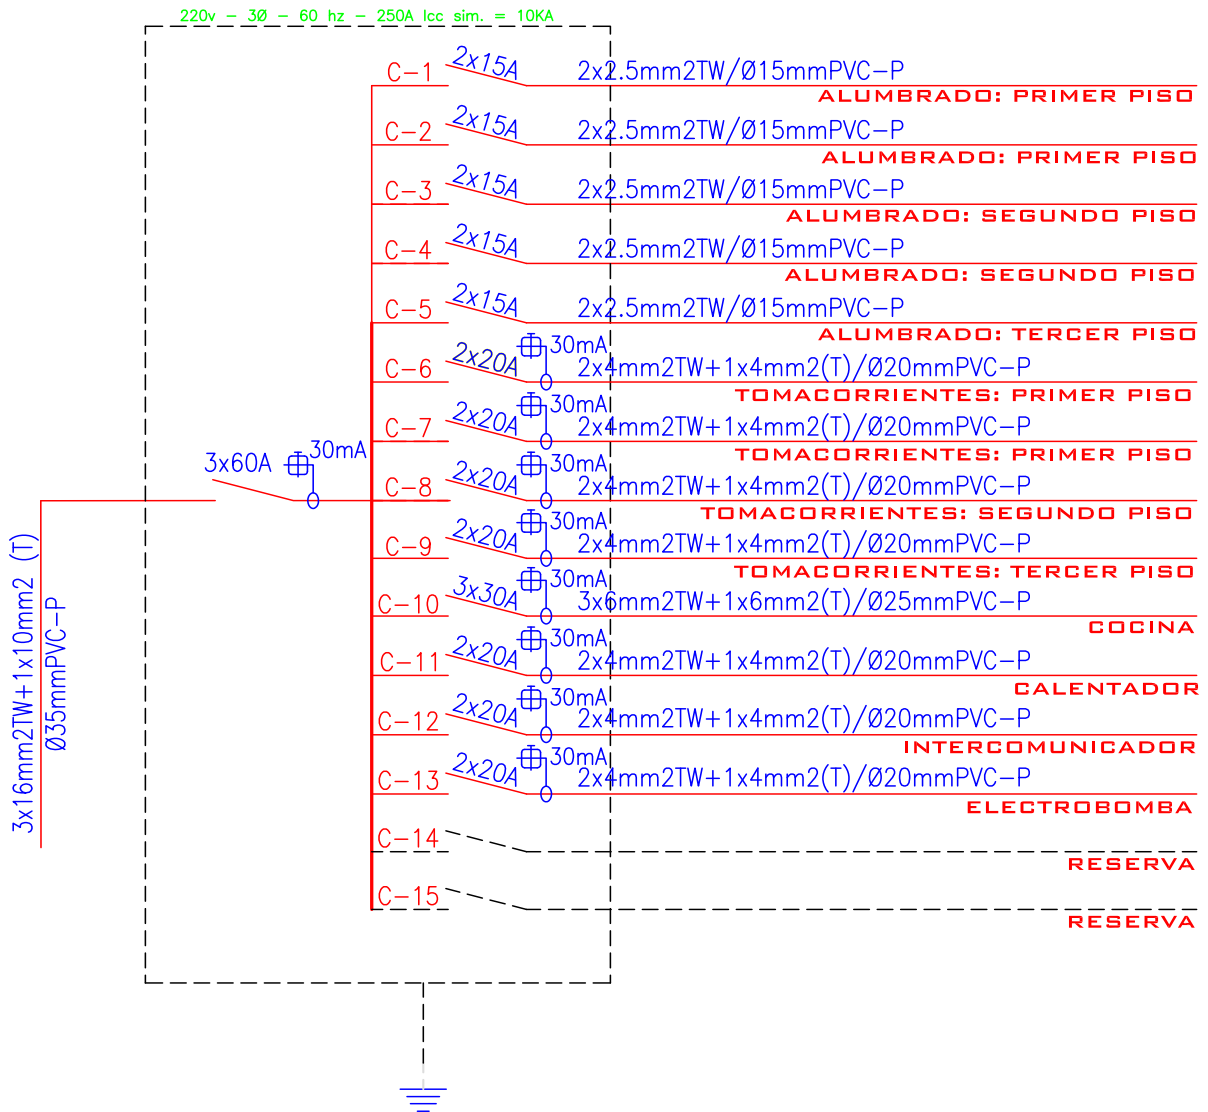 220v - 3Ø - 60 hz - 250A Icc sim. = 10KA
C-1 2x15A 2x2.5mm2TW/Ø15mmPVC-P
ALUMBRADO: PRIMER PISO
C-2 2x15A 2x2.5mm2TW/Ø15mmPVC-P
ALUMBRADO: PRIMER PISO
C-3 2x15A 2x2.5mm2TW/Ø15mmPVC-P
ALUMBRADO: SEGUNDO PISO
C-4 2x15A 2x2.5mm2TW/Ø15mmPVC-P
ALUMBRADO: SEGUNDO PISO
C-5 2x15A 2x2.5mm2TW/Ø15mmPVC-P
ALUMBRADO: TERCER PISO
30mA
C-6 2x20A 2x4mm2TW+1x4mm2(T)/Ø20mmPVC-P
TOMACORRIENTES: PRIMER PISO
30mA
C-7 2x20A 2x4mm2TW+1x4mm2(T)/Ø20mmPVC-P
TOMACORRIENTES: PRIMER PISO
3x60A 30mA
30mA
C-8 2x20A 2x4mm2TW+1x4mm2(T)/Ø20mmPVC-P
TOMACORRIENTES: SEGUNDO PISO
30mA
C-9 2x20A 2x4mm2TW+1x4mm2(T)/Ø20mmPVC-P
TOMACORRIENTES: TERCER PISO
30mA
C-10 3x30A 3x6mm2TW+1x6mm2(T)/Ø25mmPVC-P
COCINA
30mA
C-11 2x20A 2x4mm2TW+1x4mm2(T)/Ø20mmPVC-P
CALENTADOR
30mA
C-12 2x20A 2x4mm2TW+1x4mm2(T)/Ø20mmPVC-P
INTERCOMUNICADOR
30mA
C-13 2x20A 2x4mm2TW+1x4mm2(T)/Ø20mmPVC-P
ELECTROBOMBA
C-14
RESERVA
C-15
RESERVA
3x16mm2TW+1x10mm2 (T)
Ø35mmPVC-P